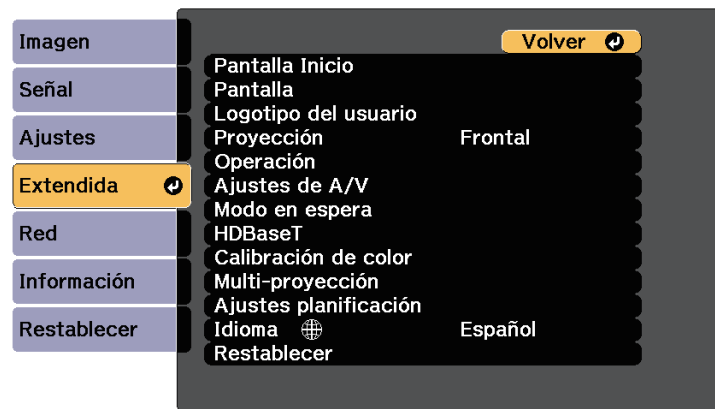 Imagen
Señal
Ajustes
Extendida
Red
Información
Restablecer
Volver
Pantalla Inicio
Pantalla
Logotipo del usuario
Proyección Frontal
Operación
Ajustes de A/V
Modo en espera
HDBaseT
Calibración de color
Multi-proyección
Ajustes planificación
Idioma Español
Restablecer